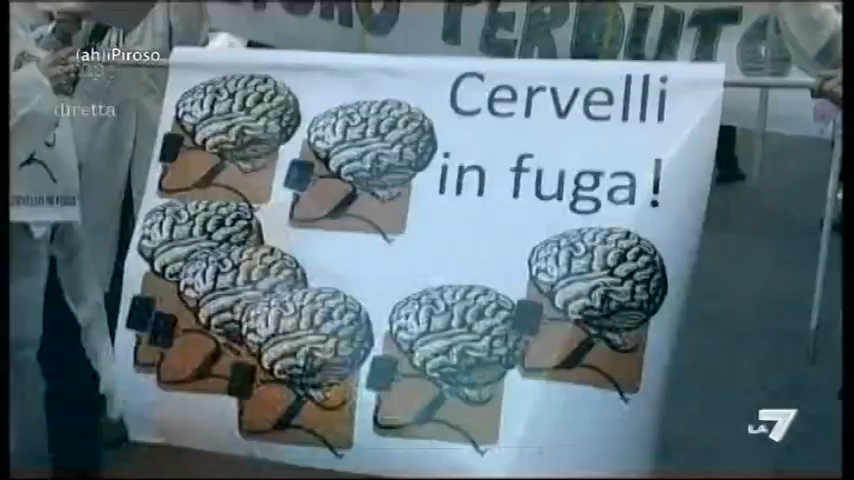 PERDUTO
(ah)iPiroso
diretta
Cervelli
in fuga!
LA7